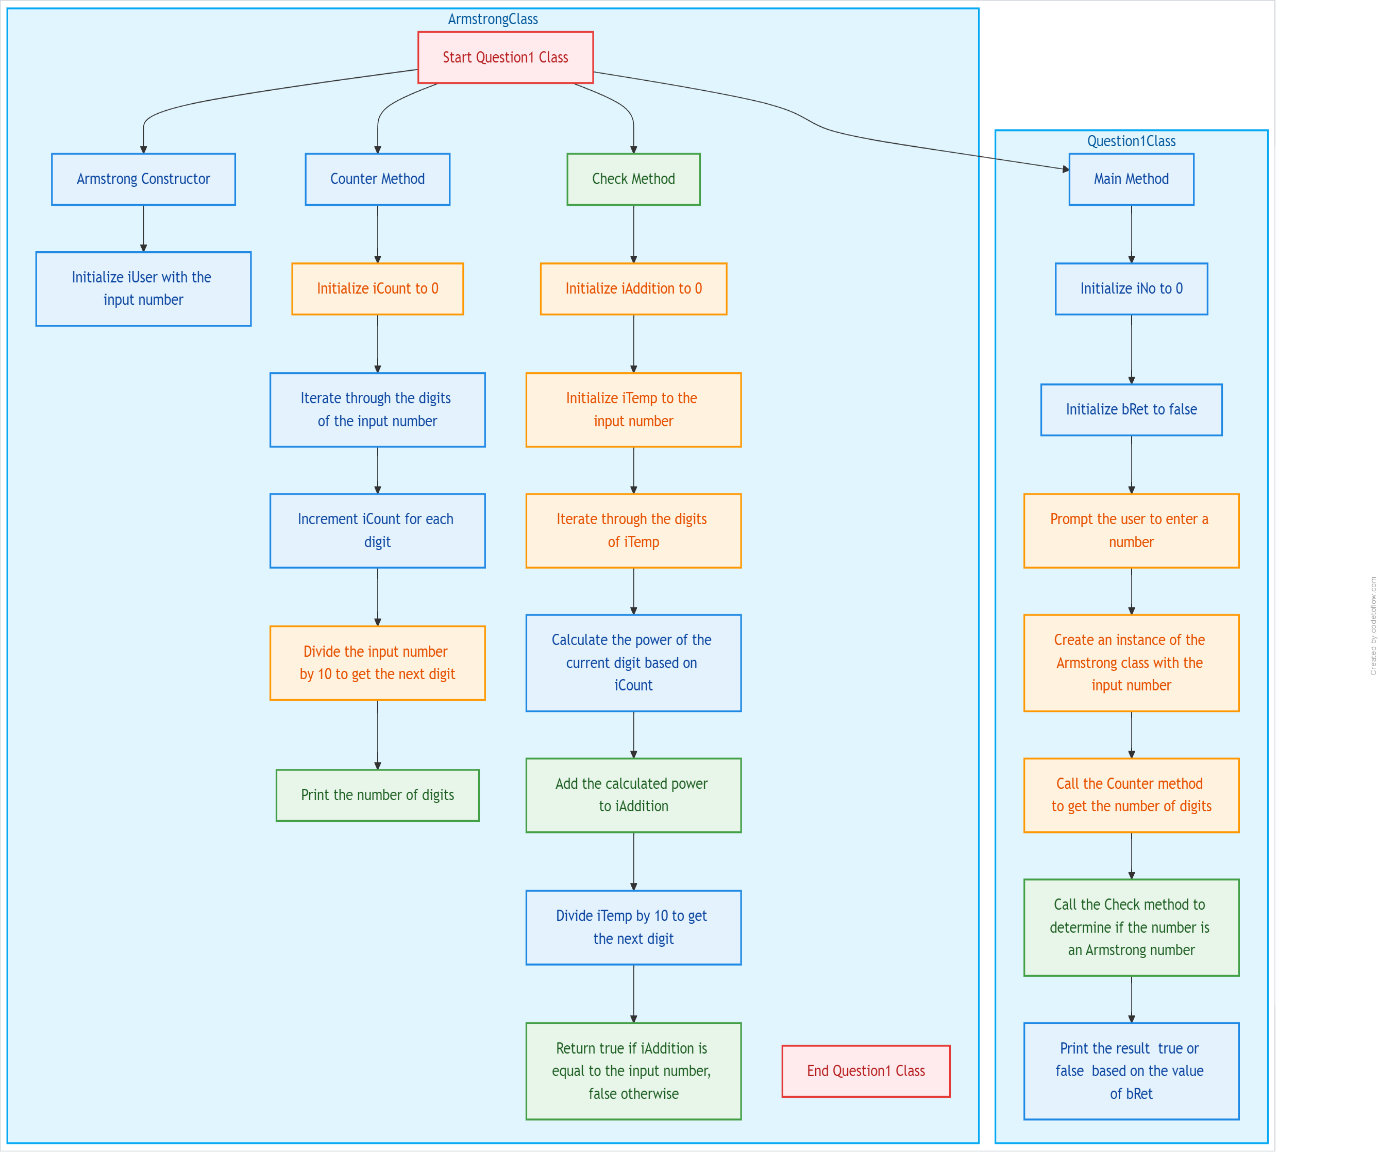 ArmstrongClass
Start Question1 Class
Question1Class
Armstrong Constructor
Counter Method
Check Method
Main Method
Initialize iUser with the
input number
Initialize iCount to 0
Initialize iAddition to 0
Initialize iNo to 0
Iterate through the digits
of the input number
Initialize iTemp to the
input number
Initialize bRet to false
Increment iCount for each
digit
Iterate through the digits
of iTemp
Prompt the user to enter a
number
Divide the input number
by 10 to get the next digit
Calculate the power of the
current digit based on
iCount
Create an instance of the
Armstrong class with the
input number
Print the number of digits
Add the calculated power
to iAddition
Call the Counter method
to get the number of digits
Divide iTemp by 10 to get
the next digit
Call the Check method to
determine if the number is
an Armstrong number
Return true if iAddition is
equal to the input number,
false otherwise
End Question1 Class
Print the result  true or
false  based on the value
of bRet
Created by codetoflow.com